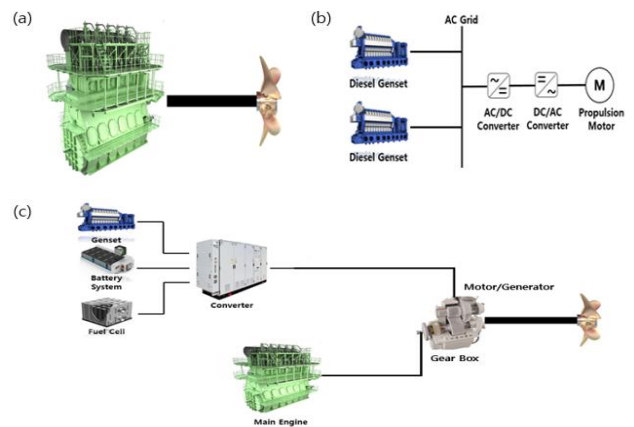 (a)
(b)
AC Grid
Diesel Genset
Diesel Genset
AC/DC
Converter
DC/AC
Converter
M
Propulsion
Motor
(c)
Genset
Battery
System
Fuel Cell
Converter
Motor/Generator
Gear Box
Main Engine